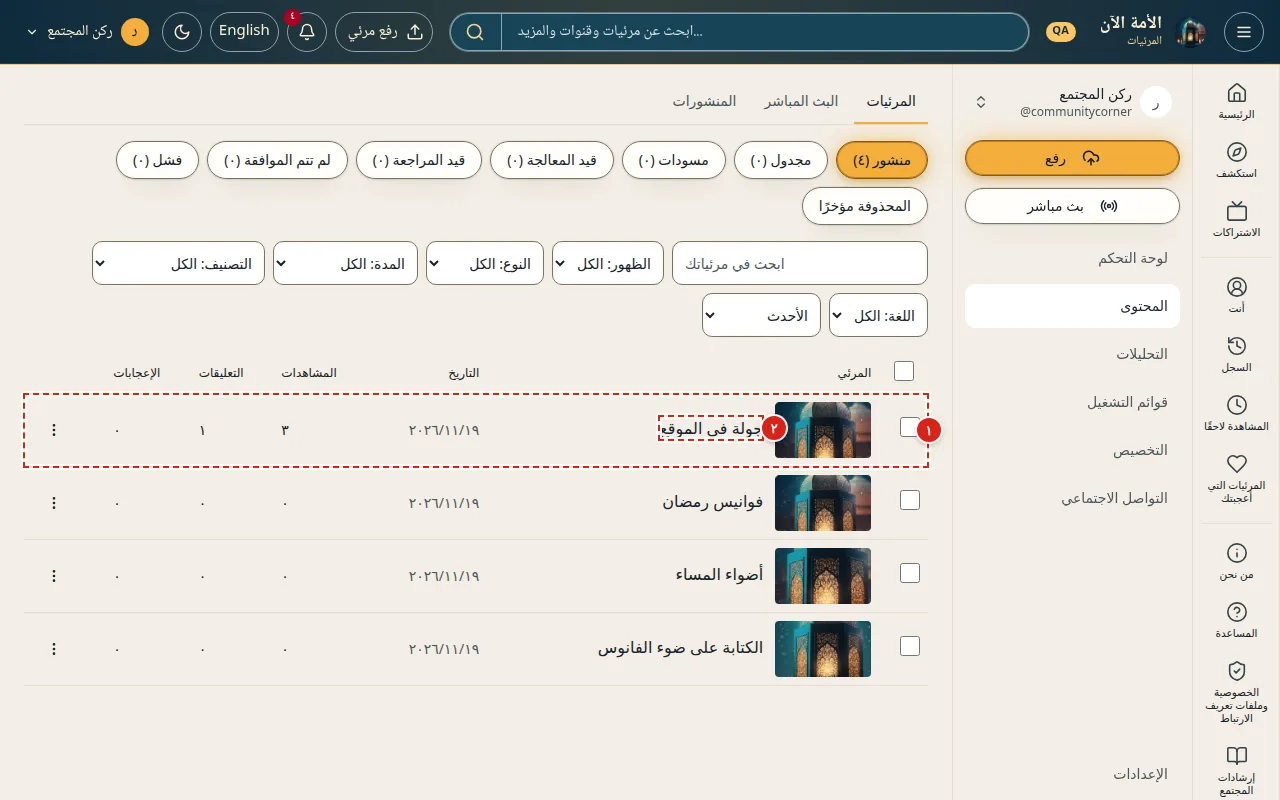 الأمة الآن
المرئيات
QA
ابحث عن مرئيات وقنوات والمزيد...
رفع مرئي
٤
English
ر
ركن المجتمع
الرئيسية
استكشف
الاشتراكات
أنت
السجل
المشاهدة لاحقًا
المرئيات التي
أعجبتك
من نحن
المساعدة
الخصوصية
وملفات تعريف
الارتباط
إرشادات
المجتمع
ر
ركن المجتمع
@communitycorner
رفع
بث مباشر
لوحة التحكم
المحتوى
التحليلات
قوائم التشغيل
التخصيص
التواصل الاجتماعي
الإعدادات
المرئيات
البث المباشر
المنشورات
منشور (٤)
مجدول (٠)
مسودات (٠)
قيد المعالجة (٠)
قيد المراجعة (٠)
لم تتم الموافقة (٠)
فشل (٠)
المحذوفة مؤخرًا
ابحث في مرئياتك
الظهور: الكل
النوع: الكل
المدة: الكل
التصنيف: الكل
اللغة: الكل
الأحدث
المرئي التاريخ المشاهدات التعليقات الإعجابات
١ ٢ جولة في الموقع ٢٠٢٦/١١/١٩ ٣ ١ ٠
فوانيس رمضان ٢٠٢٦/١١/١٩ ٠ ٠ ٠
أضواء المساء ٢٠٢٦/١١/١٩ ٠ ٠ ٠
الكتابة على ضوء الفانوس ٢٠٢٦/١١/١٩ ٠ ٠ ٠